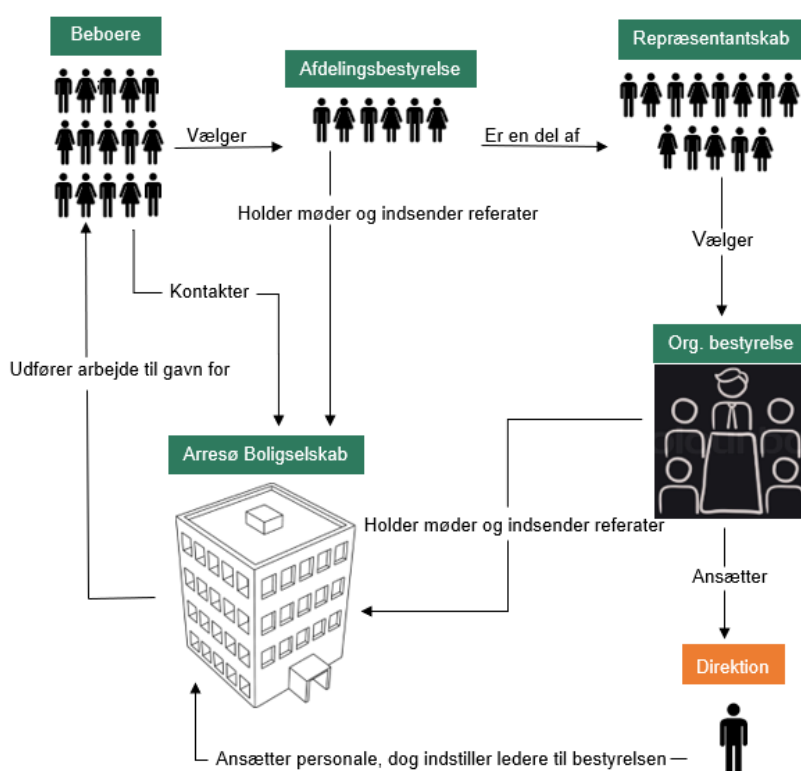 Beboere
Afdelingsbestyrelse
Repræsentantskab
Vælger
Er en del af
Holder møder og indsender referater
Vælger
Kontakter
Org. bestyrelse
Udfører arbejde til gavn for
Arresø Boligselskab
Holder møder og indsender referater
Ansætter
Direktion
Ansætter personale, dog indstiller ledere til bestyrelsen